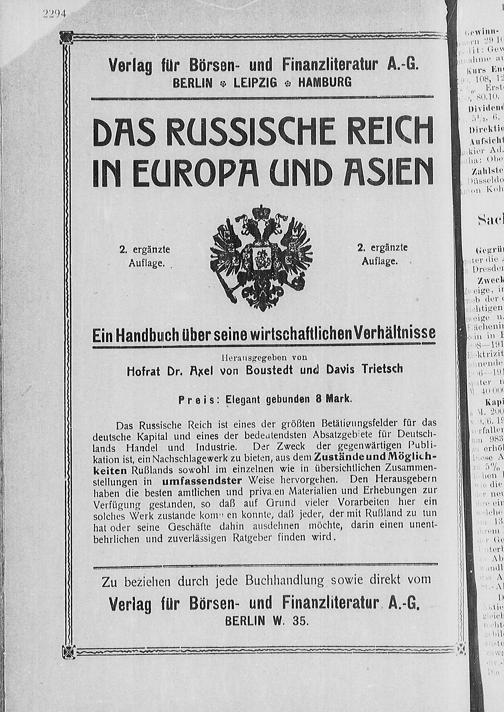 2294
Verlag für Börsen- und Finanzliteratur A.-G.
BERLIN LEIPZIG HAMBURG
DAS RUSSISCHE REICH
IN EUROPA UND ASIEN
2. ergänzte
Auflage.
2. ergänzte
Auflage.
Ein Handbuch über seine wirtschaftlichen Verhältnisse
Herausgegeben von
Hofrat Dr. Axel von Boustedt und Davis Trietsch
Preis: Elegant gebunden 8 Mark.
Das Russische Reich ist eines der größten Betätigungsfelder für das
deutsche Kapital und eines der bedeutendsten Absatzgebiete für Deutsch-
lands Handel und Industrie. Der Zweck der gegenwärtigen Publi-
kation ist, ein Nachschlagewerk zu bieten, aus dem Zustände und Möglich-
keiten Rußlands sowohl im einzelnen wie in übersichtlichen Zusammen-
stellungen in umfassendster Weise hervorgehen. Den Herausgebern
haben die besten amtlichen und privaten Materialien und Erhebungen zur
Verfügung gestanden, so daß auf Grund vieler Vorarbeiten hier ein
solches Werk zustande kommen konnte, daß jeder, der mit Rußland zu tun
hat oder seine Geschäfte dahin ausdehnen möchte, darin einen unent-
behrlichen und zuverlässigen Ratgeber finden wird.
Zu beziehen durch jede Buchhandlung sowie direkt vom
Verlag für Börsen- und Finanzliteratur A.-G.
BERLIN W. 35.